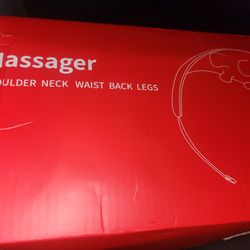 Massager
OULDER NECK WAIST BACK LEGS